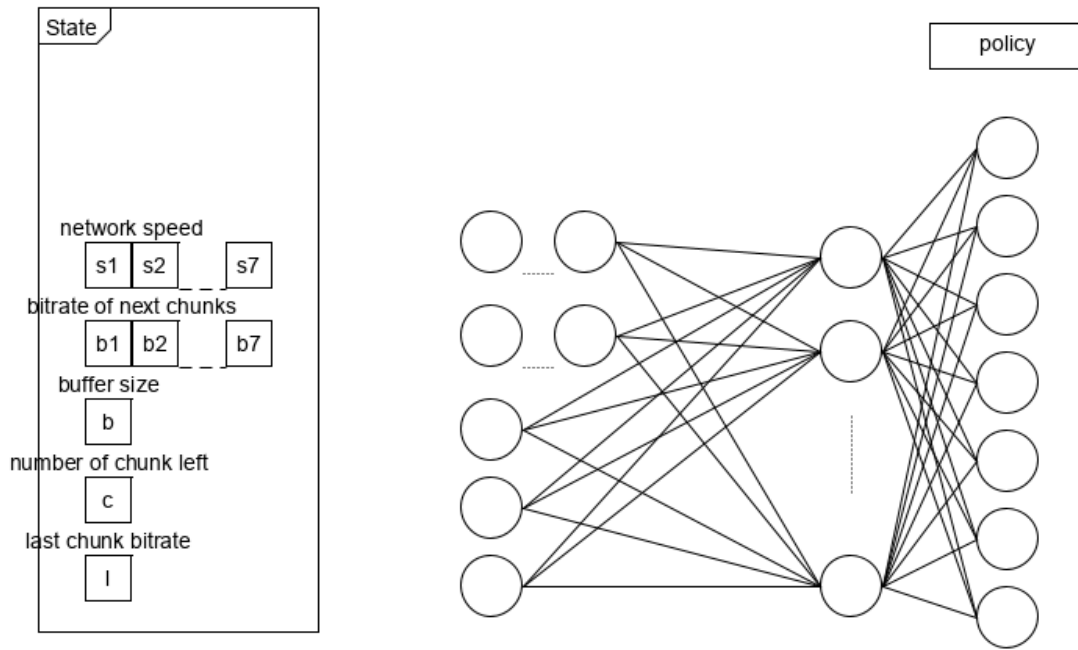 State
policy
network speed
s1 s2 s7
bitrate of next chunks
b1 b2 b7
buffer size
b
number of chunk left
c
last chunk bitrate
l